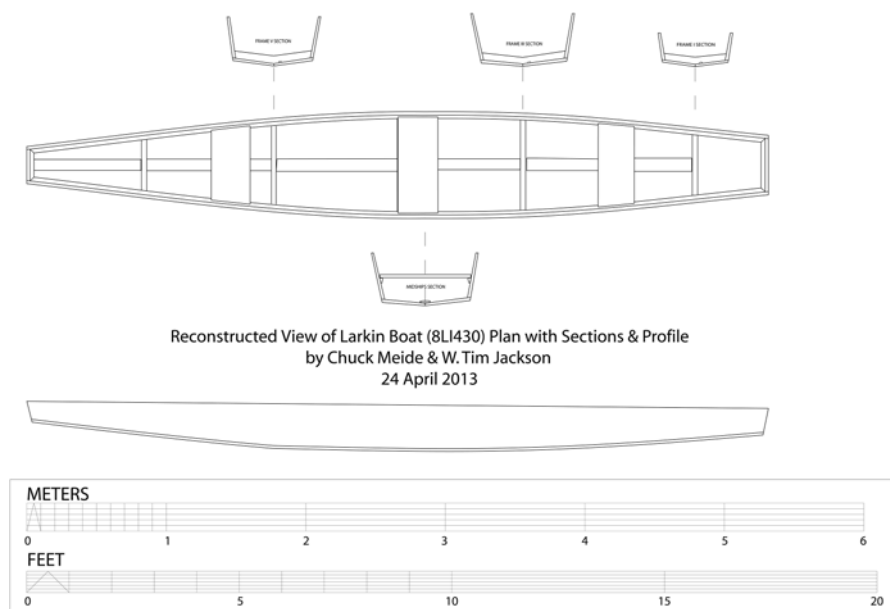 FRAME V SECTION
FRAME III SECTION
FRAME I SECTION
MIDSHIPS SECTION
Reconstructed View of Larkin Boat (8LI430) Plan with Sections & Profile
by Chuck Meide & W. Tim Jackson
24 April 2013
METERS
0 1 2 3 4 5 6
FEET
0 5 10 15 20